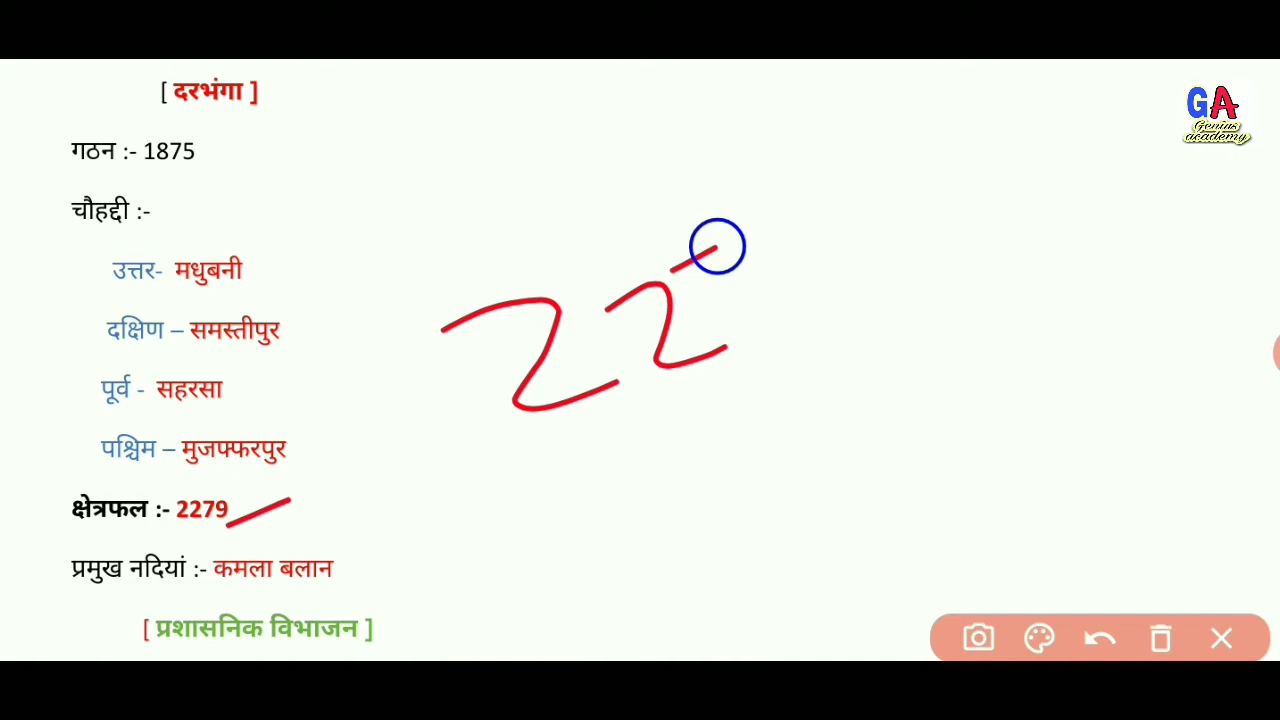 [ दरभंगा ]
GA
Genius
academy
गठन :- 1875
चौहद्दी :-
उत्तर- मधुबनी
दक्षिण – समस्तीपुर
पूर्व - सहरसा
पश्चिम – मुजफ्फरपुर
22
क्षेत्रफल :- 2279
प्रमुख नदियां :- कमला बलान
[ प्रशासनिक विभाजन ]